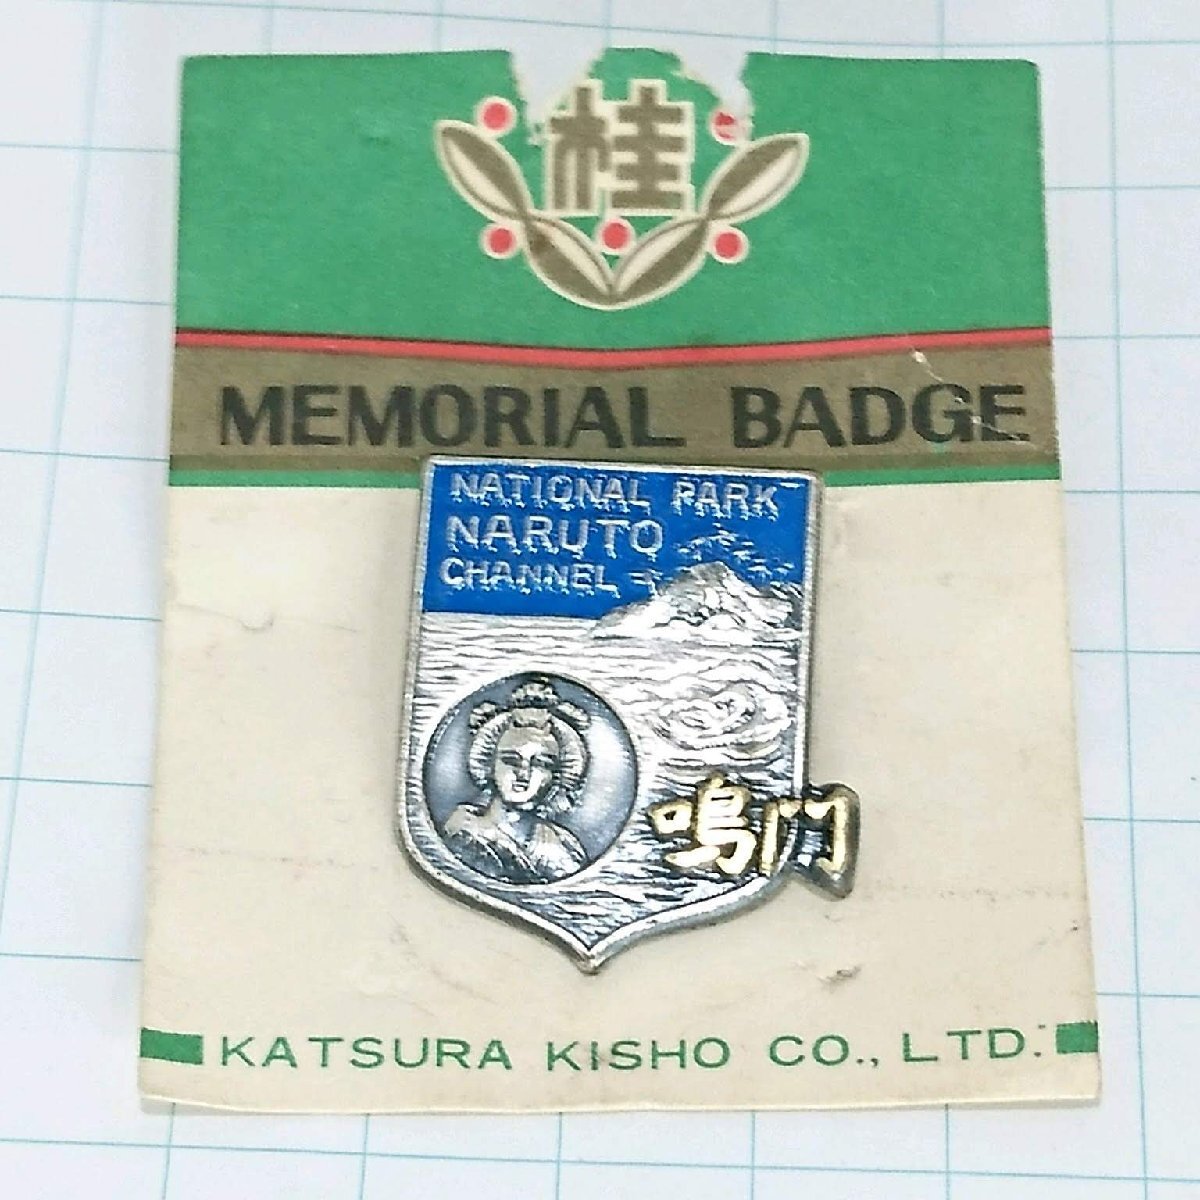 桂
MEMORIAL BADGE
NATIONAL PARK
NARUTO
CHANNEL
鳴門
KATSURA KISHO CO., LTD.